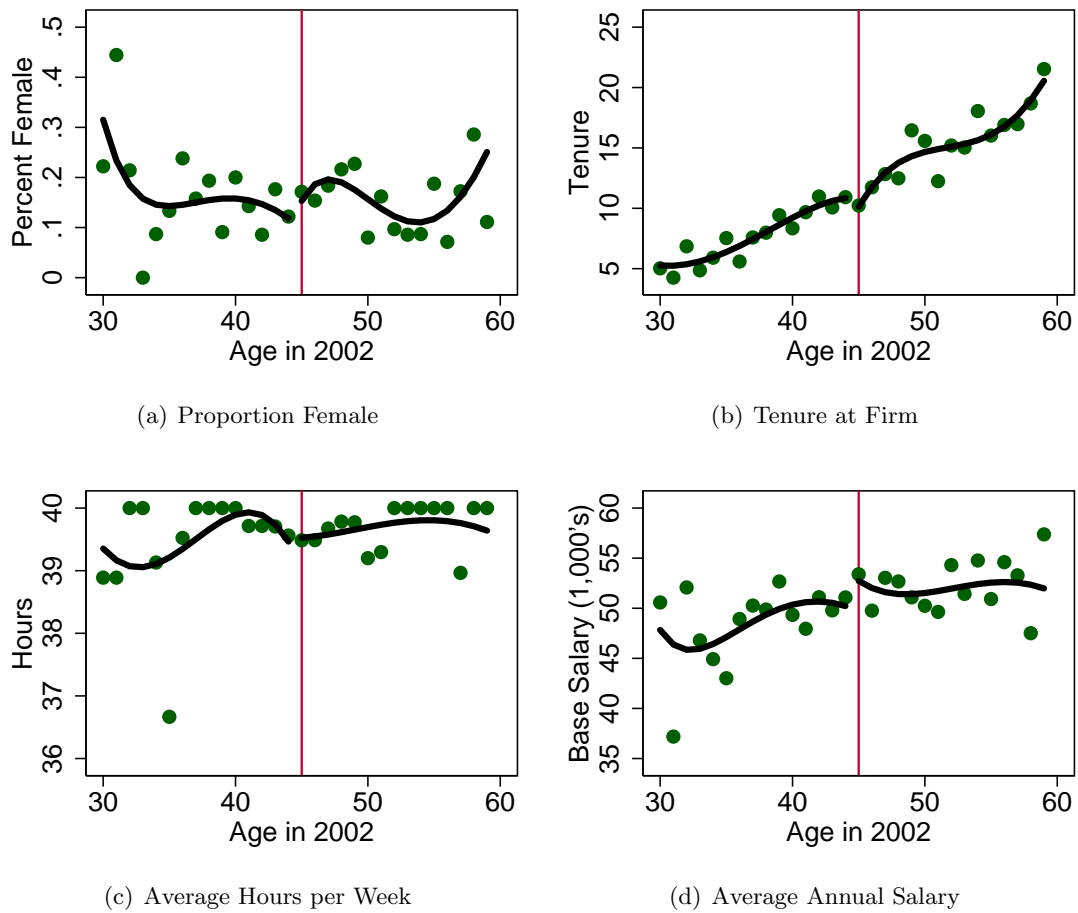 Percent Female
0 .1 .2 .3 .4 .5
30 40 50 60
Age in 2002
(a) Proportion Female
Tenure
5 10 15 20 25
30 40 50 60
Age in 2002
(b) Tenure at Firm
Hours
36 37 38 39 40
30 40 50 60
Age in 2002
(c) Average Hours per Week
Base Salary (1,000's)
35 40 45 50 55 60
30 40 50 60
Age in 2002
(d) Average Annual Salary